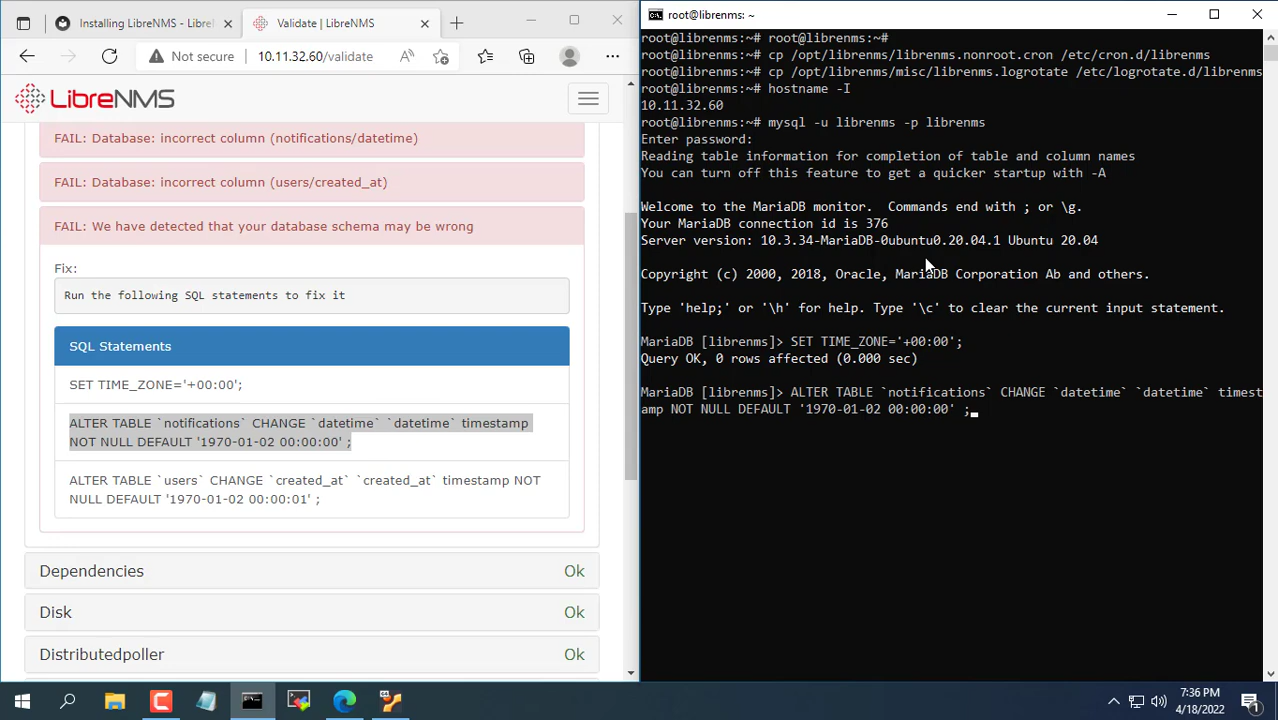 Installing LibreNMS - Libre
Validate | LibreNMS
Not secure 10.11.32.60/validate
LibreNMS
FAIL: Database: incorrect column (notifications/datetime)
FAIL: Database: incorrect column (users/created_at)
FAIL: We have detected that your database schema may be wrong
Fix:
Run the following SQL statements to fix it
SQL Statements
SET TIME_ZONE='+00:00';
ALTER TABLE `notifications` CHANGE `datetime` `datetime` timestamp
NOT NULL DEFAULT '1970-01-02 00:00:00' ;
ALTER TABLE `users` CHANGE `created_at` `created_at` timestamp NOT
NULL DEFAULT '1970-01-02 00:00:01' ;
Dependencies Ok
Disk Ok
Distributedpoller Ok
root@librenms: ~
root@librenms:~# root@librenms:~#
root@librenms:~# cp /opt/librenms/librenms.nonroot.cron /etc/cron.d/librenms
root@librenms:~# cp /opt/librenms/misc/librenms.logrotate /etc/logrotate.d/librenms
root@librenms:~# hostname -I
10.11.32.60
root@librenms:~# mysql -u librenms -p librenms
Enter password:
Reading table information for completion of table and column names
You can turn off this feature to get a quicker startup with -A
Welcome to the MariaDB monitor.  Commands end with ; or \g.
Your MariaDB connection id is 376
Server version: 10.3.34-MariaDB-0ubuntu0.20.04.1 Ubuntu 20.04
Copyright (c) 2000, 2018, Oracle, MariaDB Corporation Ab and others.
Type 'help;' or '\h' for help. Type '\c' to clear the current input statement.
MariaDB [librenms]> SET TIME_ZONE='+00:00';
Query OK, 0 rows affected (0.000 sec)
MariaDB [librenms]> ALTER TABLE `notifications` CHANGE `datetime` `datetime` timest
amp NOT NULL DEFAULT '1970-01-02 00:00:00' ;
7:36 PM
4/18/2022
1